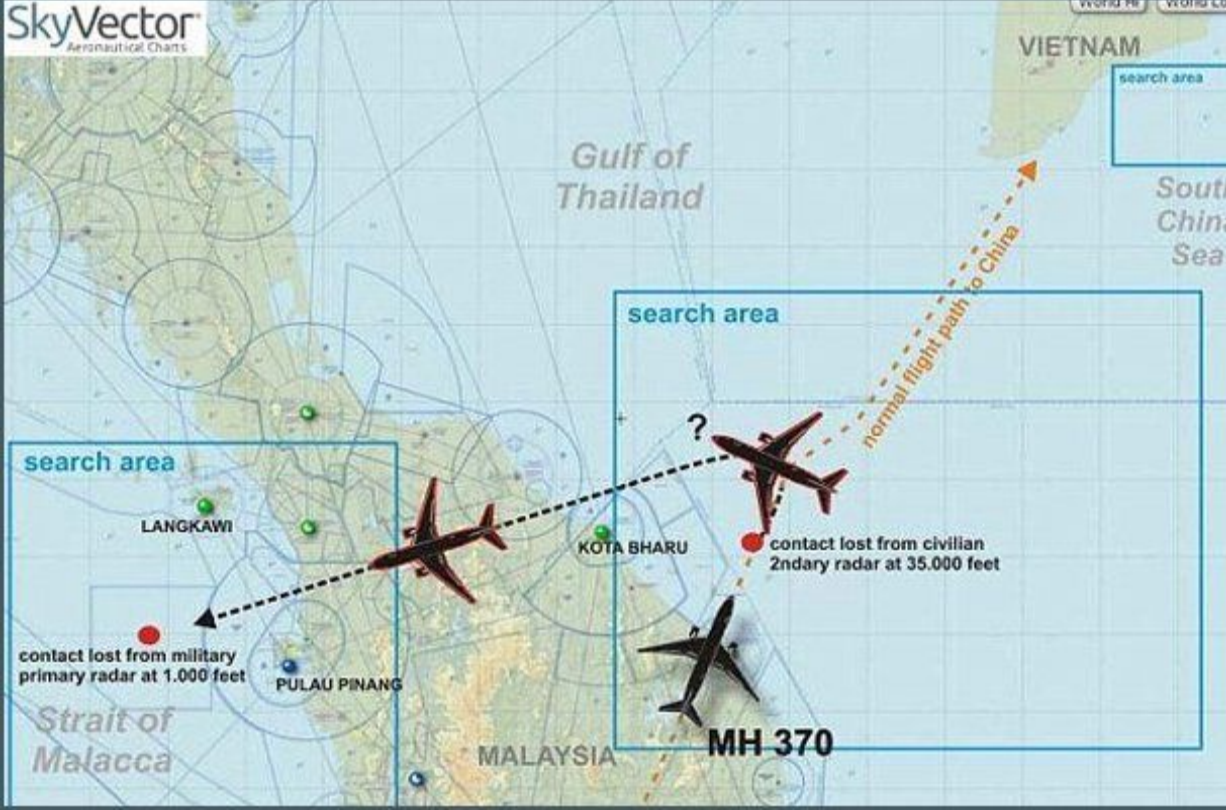 SkyVector
Aeronautical Charts
VIETNAM
search area
Gulf of
Thailand
South
China
Sea
normal flight path to China
search area
?
search area
LANGKAWI
KOTA BHARU
contact lost from civilian
2ndary radar at 35.000 feet
contact lost from military
primary radar at 1.000 feet
PULAU PINANG
Strait of
Malacca
MALAYSIA
MH 370